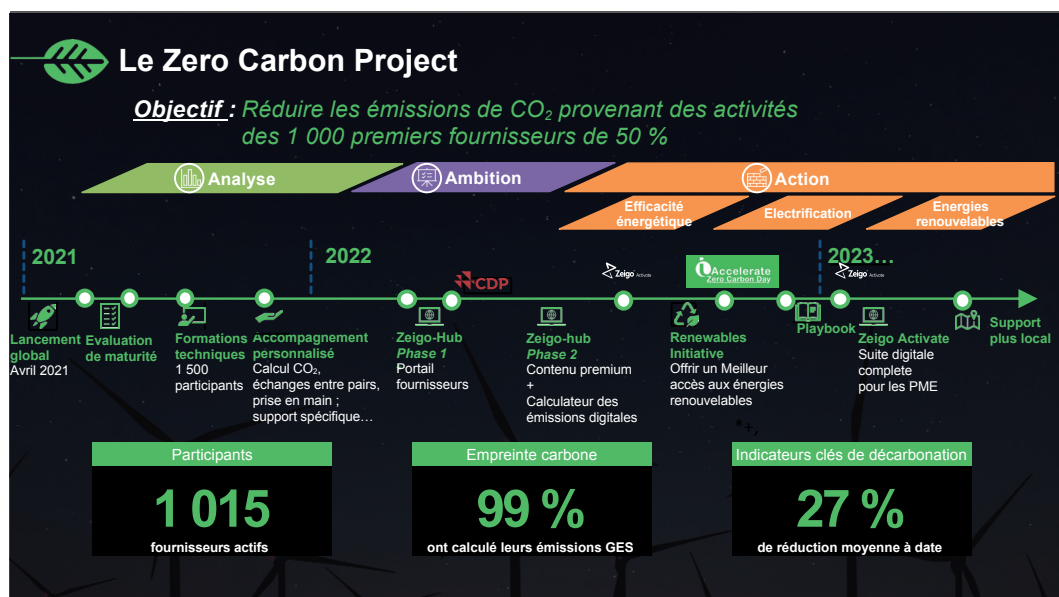 Le Zero Carbon Project
Objectif : Réduire les émissions de CO₂ provenant des activités
des 1 000 premiers fournisseurs de 50 %
Analyse
Ambition
Action
Efficacité
énergétique
Electrification
Energies
renouvelables
2021
2022
2023…
CDP
Zeigo Activate
Accelerate
Zero Carbon Day
Zeigo Activate
Lancement
global
Avril 2021
Evaluation
de maturité
Formations
techniques
1 500
participants
Accompagnement
personnalisé
Calcul CO₂,
échanges entre pairs,
prise en main ;
support spécifique…
Zeigo-Hub
Phase 1
Portail
fournisseurs
Zeigo-hub
Phase 2
Contenu premium
+
Calculateur des
émissions digitales
Renewables
Initiative
Offrir un Meilleur
accès aux énergies
renouvelables
Playbook
Zeigo Activate
Suite digitale
complete
pour les PME
Support
plus local
Participants
1 015
fournisseurs actifs
Empreinte carbone
99 %
ont calculé leurs émissions GES
Indicateurs clés de décarbonation
27 %
de réduction moyenne à date